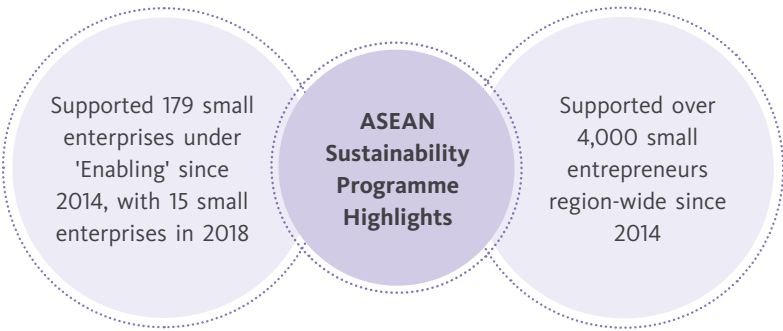 Supported 179 small
enterprises under
'Enabling' since
2014, with 15 small
enterprises in 2018
ASEAN
Sustainability
Programme
Highlights
Supported over
4,000 small
entrepreneurs
region-wide since
2014